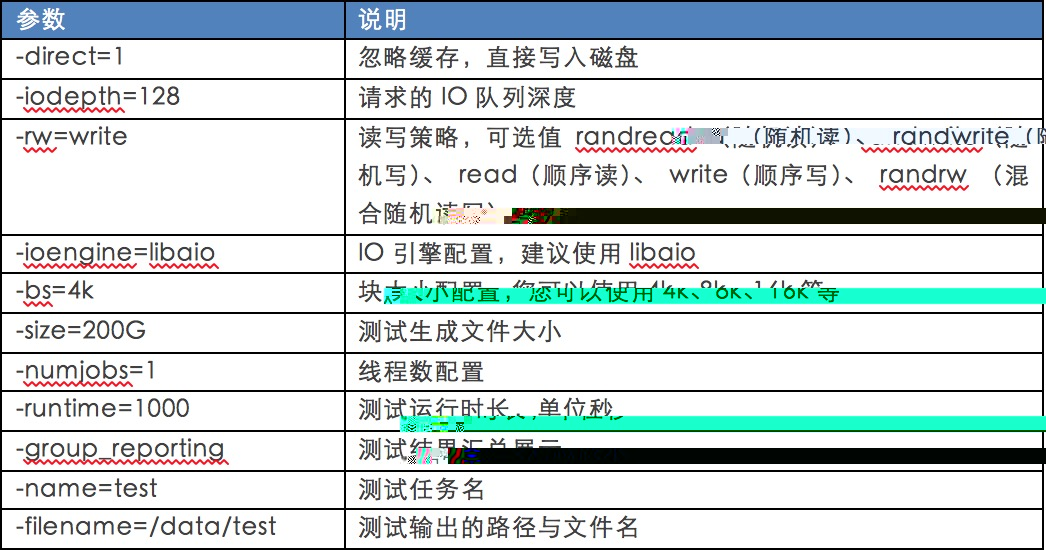 参数 说明
-direct=1 忽略缓存，直接写入磁盘
-iodepth=128 请求的 IO 队列深度
-rw=write 读写策略，可选值 randread（随机读）、 randwrite（随
机写）、 read（顺序读）、 write（顺序写）、 randrw （混
合随机读写）
-ioengine=libaio IO 引擎配置，建议使用 libaio
-bs=4k 块大小配置，您可以使用 4k、8k、16k 等
-size=200G 测试生成文件大小
-numjobs=1 线程数配置
-runtime=1000 测试运行时长，单位秒
-group_reporting 测试结果汇总展示
-name=test 测试任务名
-filename=/data/test 测试输出的路径与文件名